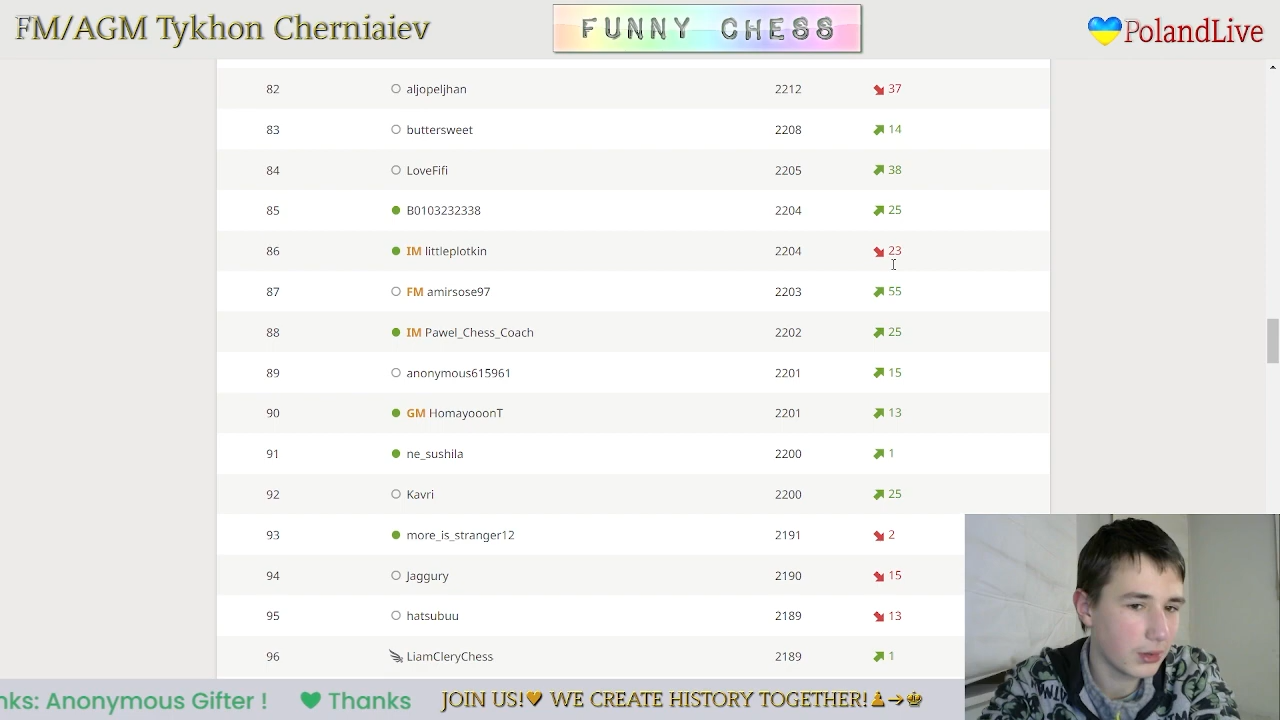 FM/AGM Tykhon Cherniaiev
FUNNY CHESS
PolandLive
82 aljopeljhan 2212 37
83 buttersweet 2208 14
84 LoveFifi 2205 38
85 B0103232338 2204 25
86 IM littleplotkin 2204 23
87 FM amirsose97 2203 55
88 IM Pawel_Chess_Coach 2202 25
89 anonymous615961 2201 15
90 GM HomayooonT 2201 13
91 ne_sushila 2200 1
92 Kavri 2200 25
93 more_is_stranger12 2191 2
94 Jaggury 2190 15
95 hatsubuu 2189 13
96 LiamCleryChess 2189 1
nks: Anonymous Gifter ! Thanks JOIN US! WE CREATE HISTORY TOGETHER!